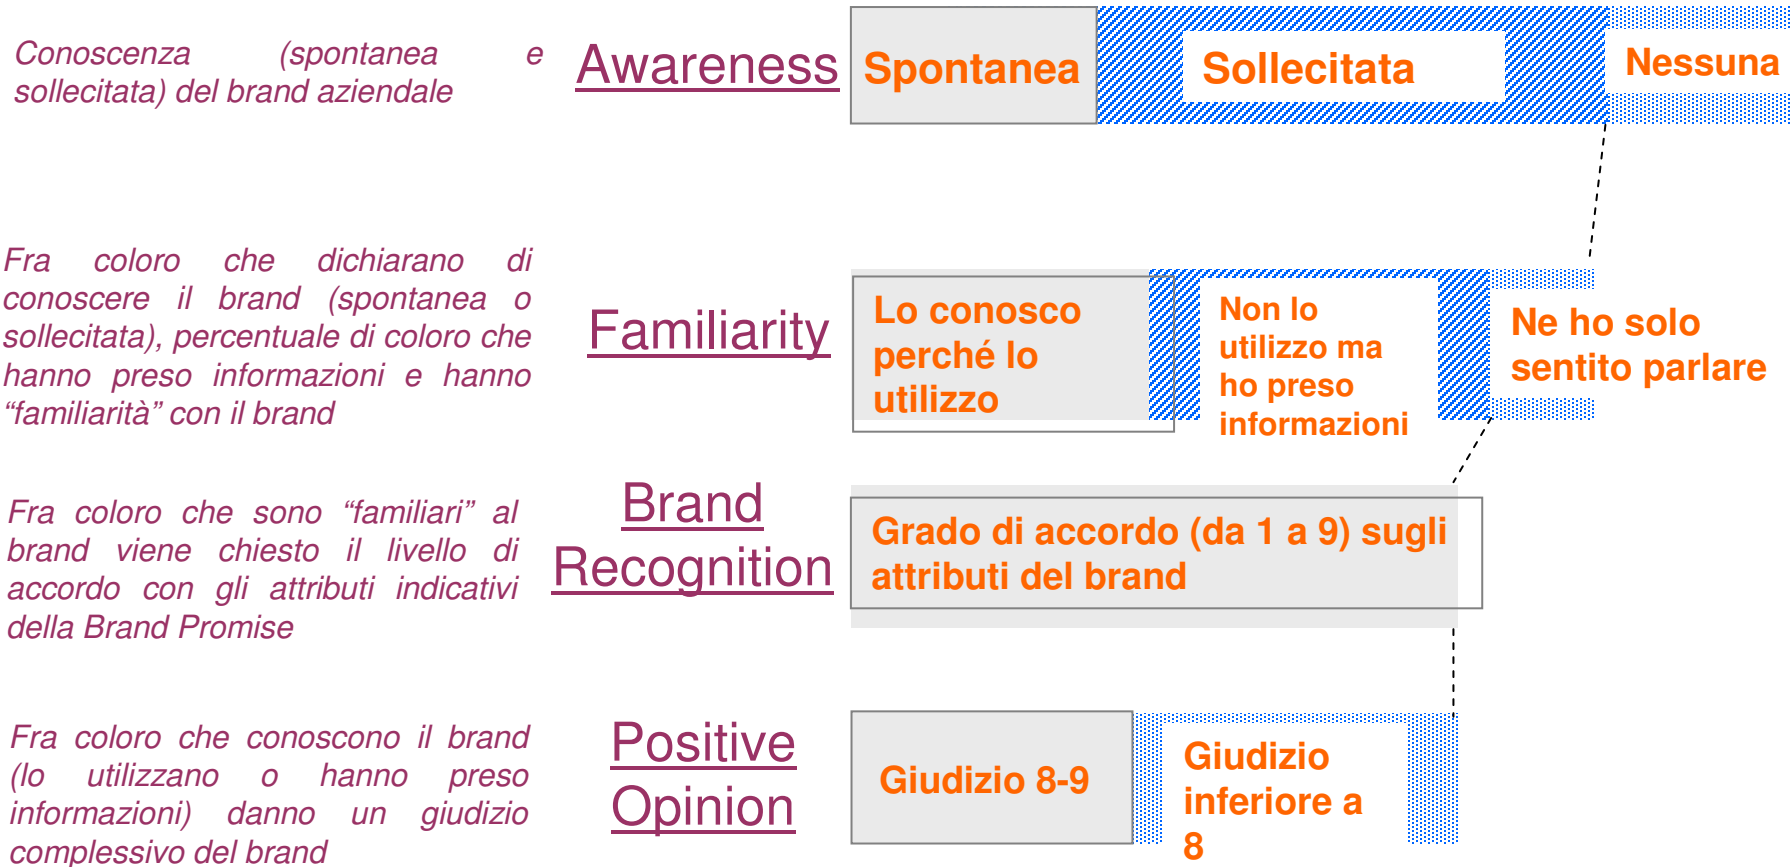 Conoscenza (spontanea e
sollecitata) del brand aziendale
Awareness
Spontanea
Sollecitata
Nessuna
Fra coloro che dichiarano di
conoscere il brand (spontanea o
sollecitata), percentuale di coloro che
hanno preso informazioni e hanno
“familiarità” con il brand
Familiarity
Lo conosco
perché lo
utilizzo
Non lo
utilizzo ma
ho preso
informazioni
Ne ho solo
sentito parlare
Fra coloro che sono “familiari” al
brand viene chiesto il livello di
accordo con gli attributi indicativi
della Brand Promise
Brand
Recognition
Grado di accordo (da 1 a 9) sugli
attributi del brand
Fra coloro che conoscono il brand
(lo utilizzano o hanno preso
informazioni) danno un giudizio
complessivo del brand
Positive
Opinion
Giudizio 8-9
Giudizio
inferiore a
8